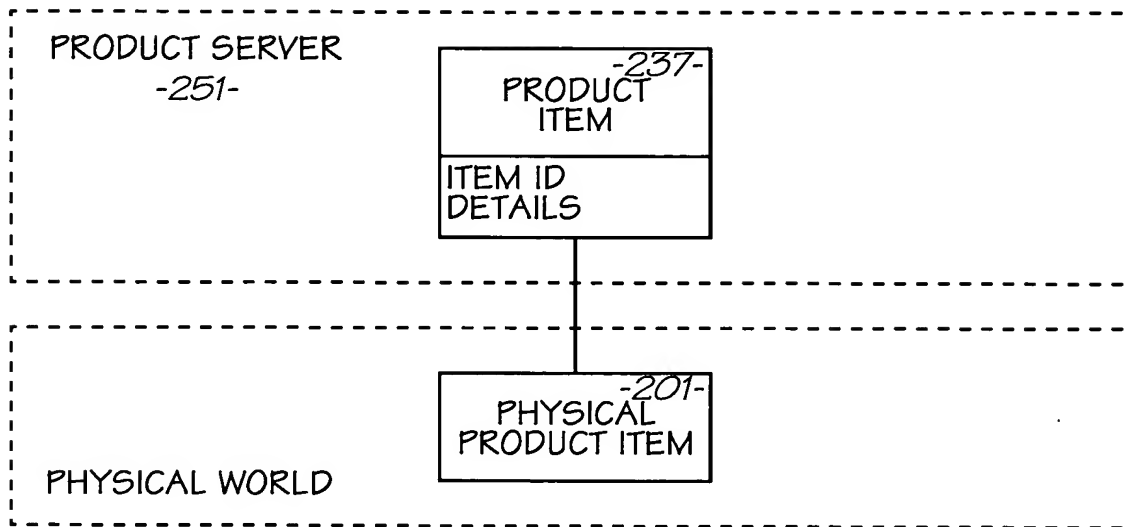 PRODUCT SERVER
-251-
-237-
PRODUCT
ITEM
ITEM ID
DETAILS
-201-
PHYSICAL
PRODUCT ITEM
PHYSICAL WORLD